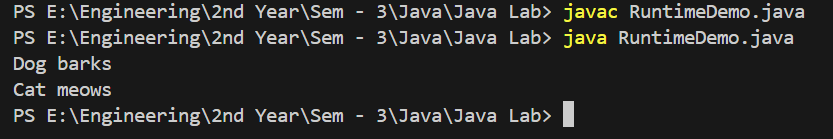 PS E:\Engineering\2nd Year\Sem - 3\Java\Java Lab> javac RuntimeDemo.java
PS E:\Engineering\2nd Year\Sem - 3\Java\Java Lab> java RuntimeDemo.java
Dog barks
Cat meows
PS E:\Engineering\2nd Year\Sem - 3\Java\Java Lab>